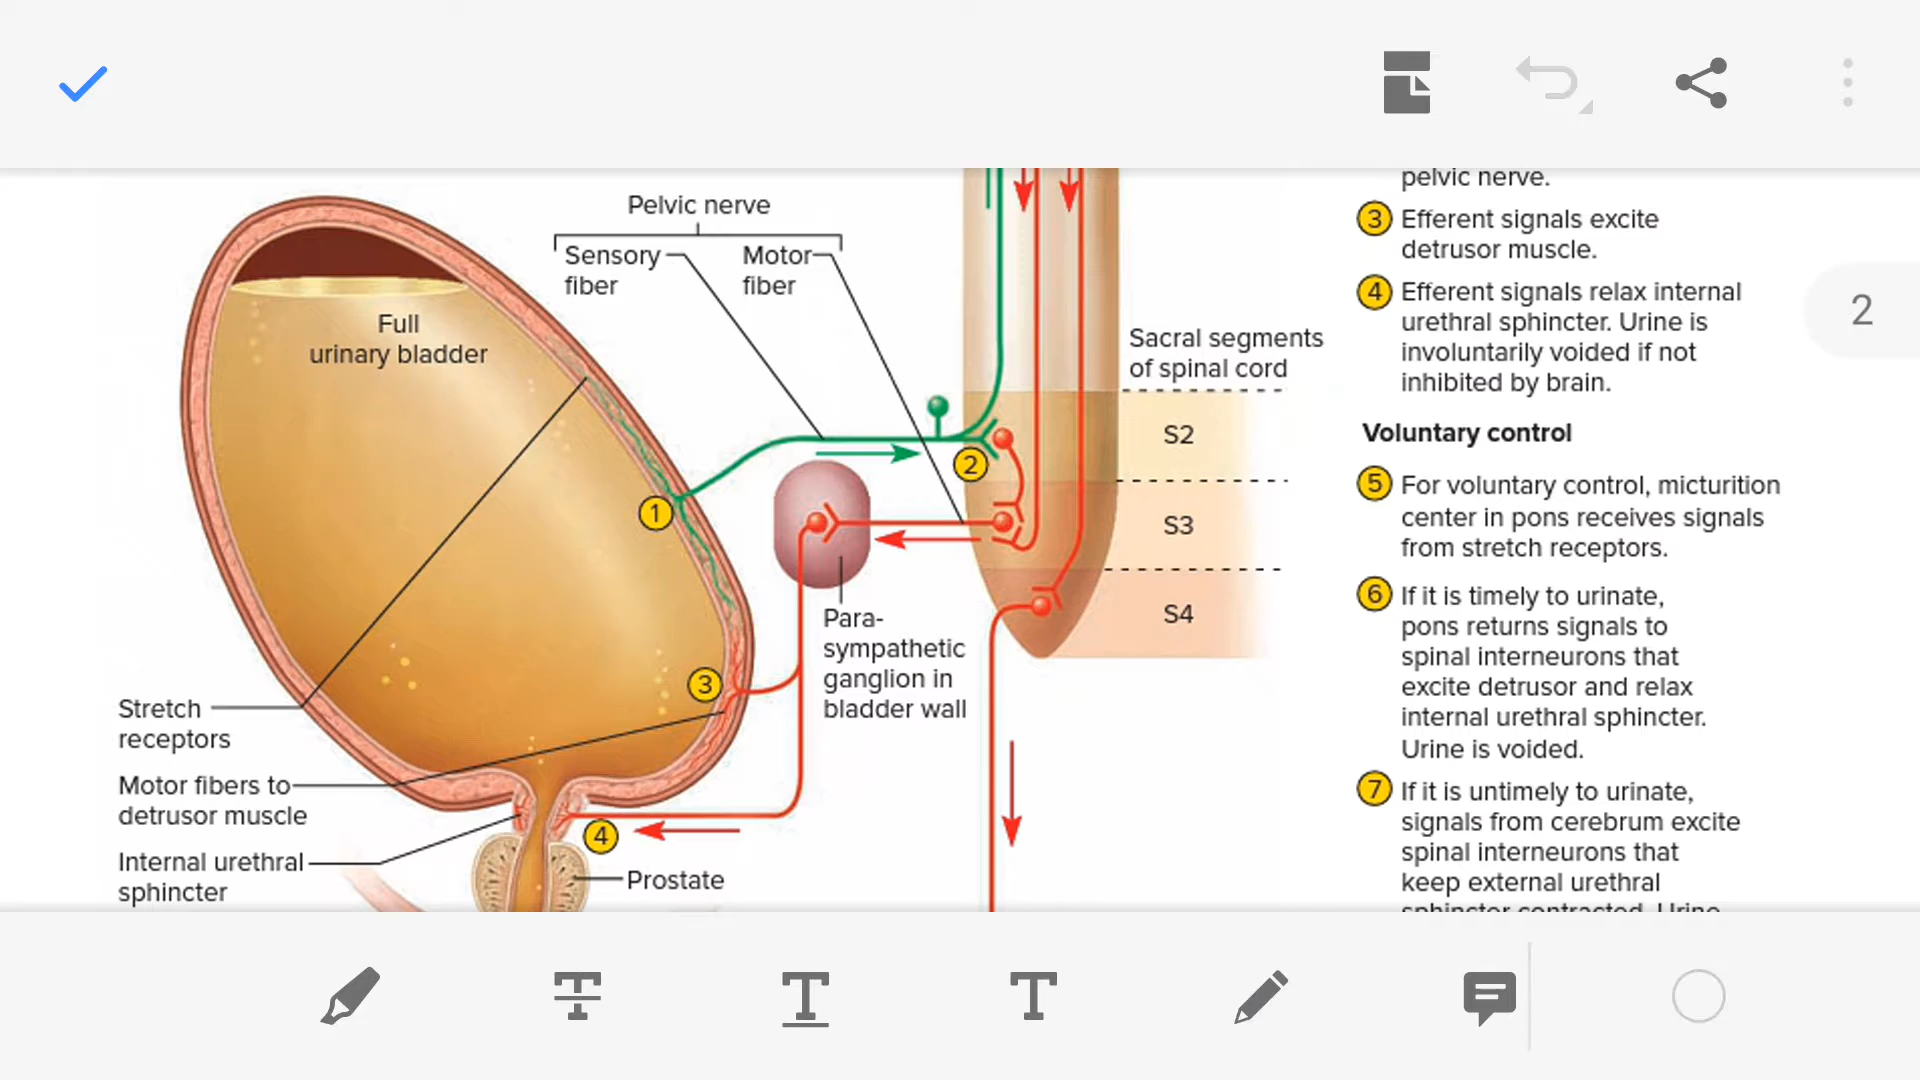 Pelvic nerve
Sensory
fiber
Motor
fiber
Full
urinary bladder
Sacral segments
of spinal cord
S2
S3
S4
1
2
3
4
Para-
sympathetic
ganglion in
bladder wall
Stretch
receptors
Motor fibers to
detrusor muscle
Internal urethral
sphincter
Prostate
pelvic nerve.
3 Efferent signals excite
detrusor muscle.
4 Efferent signals relax internal
urethral sphincter. Urine is
involuntarily voided if not
inhibited by brain.
Voluntary control
5 For voluntary control, micturition
center in pons receives signals
from stretch receptors.
6 If it is timely to urinate,
pons returns signals to
spinal interneurons that
excite detrusor and relax
internal urethral sphincter.
Urine is voided.
7 If it is untimely to urinate,
signals from cerebrum excite
spinal interneurons that
keep external urethral
sphincter contracted. Urine
2